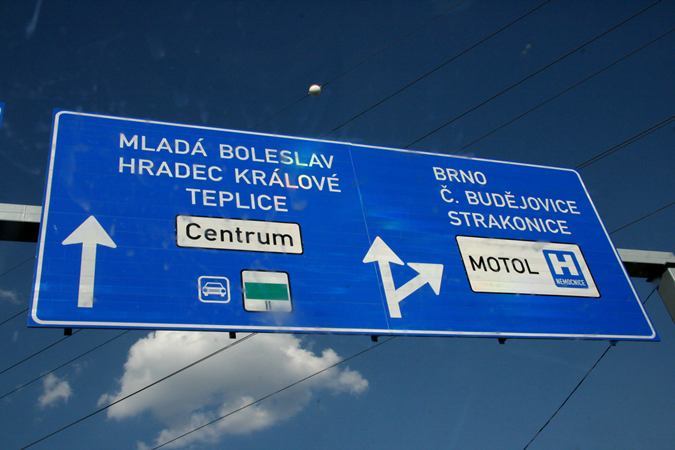 MLADÁ BOLESLAV
HRADEC KRÁLOVÉ
TEPLICE
Centrum
BRNO
Č. BUDĚJOVICE
STRAKONICE
MOTOL H
NEMOCNICE